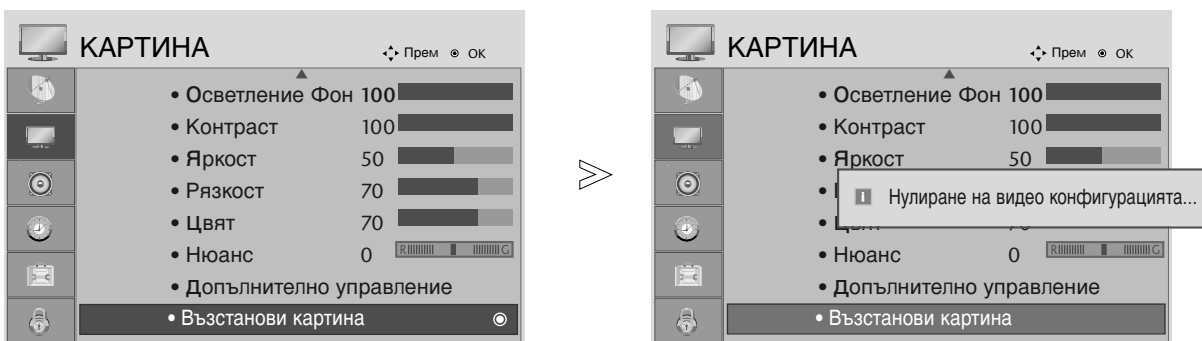 КАРТИНА
Прем ОК
• Осветление Фон 100
• Контраст 100
• Яркост 50
• Рязкост 70
• Цвят 70
• Нюанс 0 R G
• Допълнително управление
• Възстанови картина
КАРТИНА
Прем ОК
• Осветление Фон 100
• Контраст 100
• Яркост 50
i Нулиране на видео конфигурацията...
• Нюанс 0 R G
• Допълнително управление
• Възстанови картина